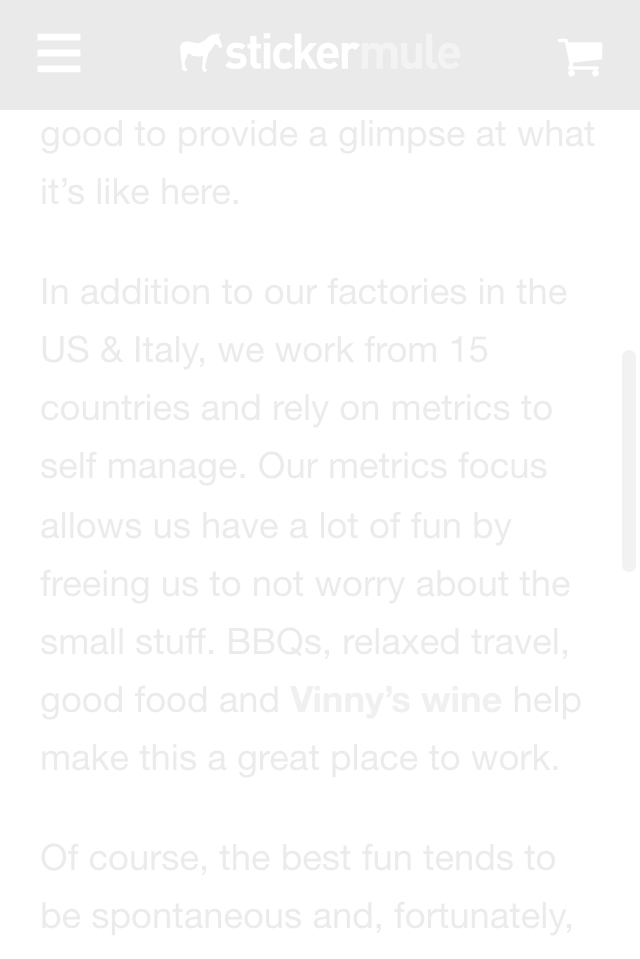 stickermule
good to provide a glimpse at what
it’s like here.
In addition to our factories in the
US & Italy, we work from 15
countries and rely on metrics to
self manage. Our metrics focus
allows us have a lot of fun by
freeing us to not worry about the
small stuff. BBQs, relaxed travel,
good food and Vinny’s wine help
make this a great place to work.
Of course, the best fun tends to
be spontaneous and, fortunately,